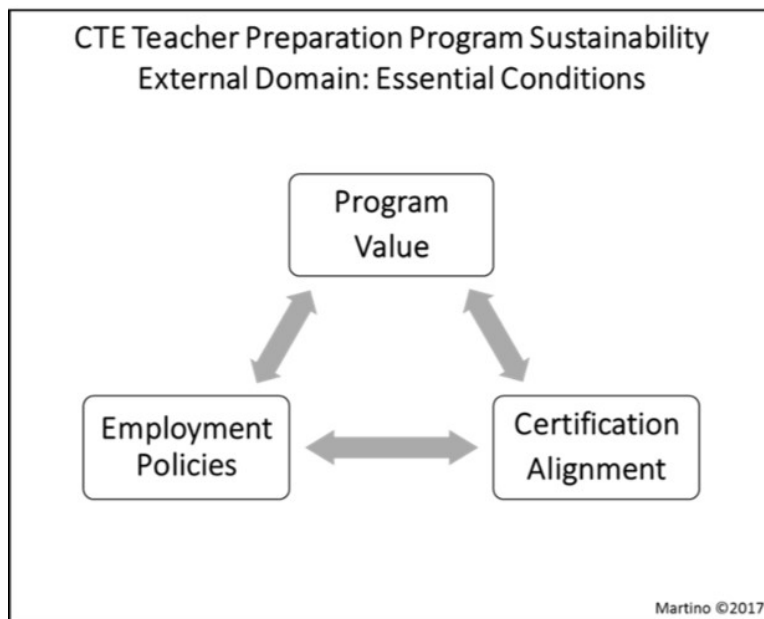 CTE Teacher Preparation Program Sustainability
External Domain: Essential Conditions
Program
Value
Employment
Policies
Certification
Alignment
Martino ©2017